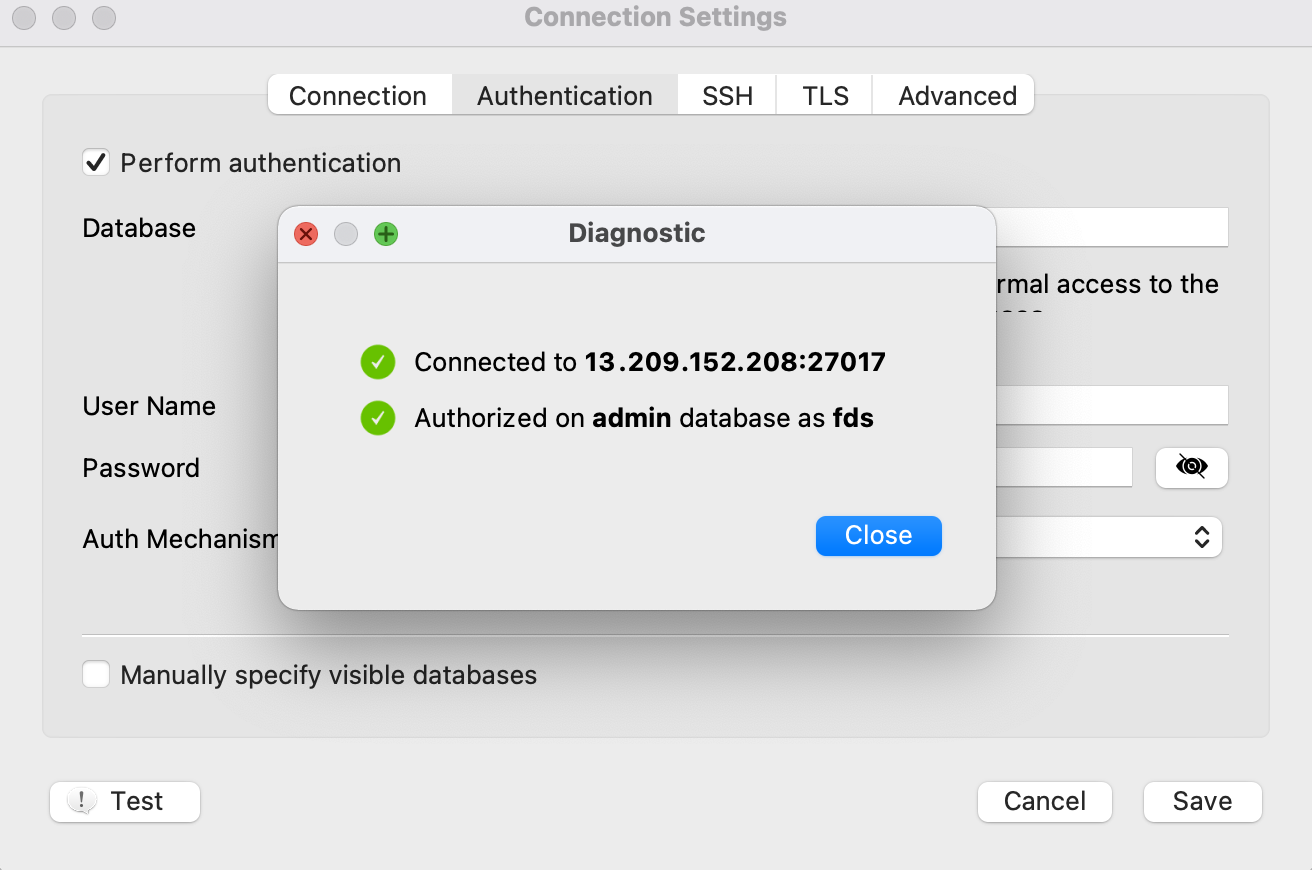 Connection Settings
Connection Authentication SSH TLS Advanced
Perform authentication
Database
Diagnostic
rmal access to the
Connected to 13.209.152.208:27017
User Name
Authorized on admin database as fds
Password
Auth Mechanism
Close
Manually specify visible databases
Test Cancel Save